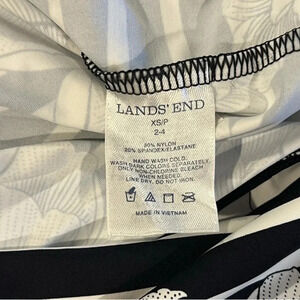 LANDS' END
XS/P
2-4
80% NYLON
20% SPANDEX/ELASTANE
HAND WASH COLD.
WASH DARK COLORS SEPARATELY.
ONLY NON-CHLORINE BLEACH
WHEN NEEDED.
LINE DRY. DO NOT IRON.
MADE IN VIETNAM